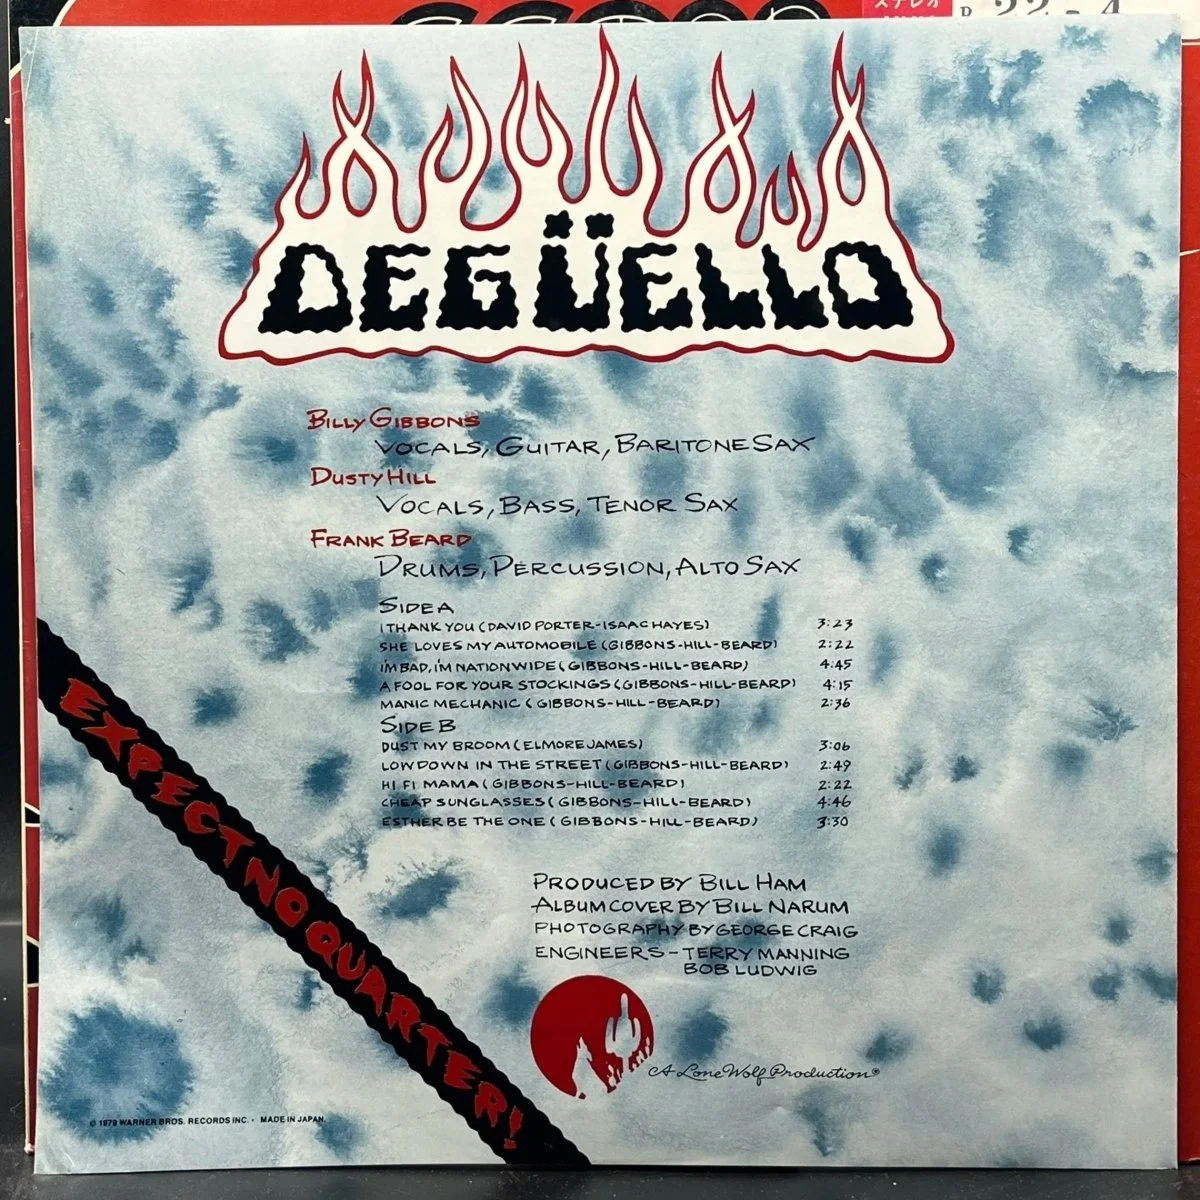 ステレオ
R 22-4
DEGÜELLO
BILLY GIBBONS
VOCALS, GUITAR, BARITONE SAX
DUSTY HILL
VOCALS, BASS, TENOR SAX
FRANK BEARD
DRUMS, PERCUSSION, ALTO SAX
SIDE A
I THANK YOU (DAVID PORTER-ISAAC HAYES) 3:23
SHE LOVES MY AUTOMOBILE (GIBBONS-HILL-BEARD) 2:22
I'M BAD, I'M NATIONWIDE (GIBBONS-HILL-BEARD) 4:45
A FOOL FOR YOUR STOCKINGS (GIBBONS-HILL-BEARD) 4:15
MANIC MECHANIC (GIBBONS-HILL-BEARD) 2:36
SIDE B
DUST MY BROOM (ELMORE JAMES) 3:06
LOWDOWN IN THE STREET (GIBBONS-HILL-BEARD) 2:49
HI FI MAMA (GIBBONS-HILL-BEARD) 2:22
CHEAP SUNGLASSES (GIBBONS-HILL-BEARD) 4:46
ESTHER BE THE ONE (GIBBONS-HILL-BEARD) 3:30
PRODUCED BY BILL HAM
ALBUM COVER BY BILL NARUM
PHOTOGRAPHY BY GEORGE CRAIG
ENGINEERS - TERRY MANNING
BOB LUDWIG
A Lone Wolf Production®
EXPECT NO QUARTER!
© 1979 WARNER BROS. RECORDS INC. • MADE IN JAPAN.